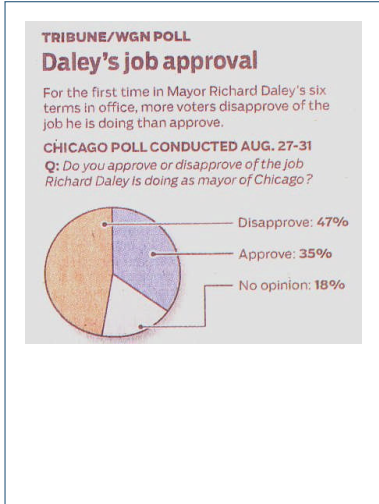 TRIBUNE/WGN POLL
Daley's job approval
For the first time in Mayor Richard Daley's six
terms in office, more voters disapprove of the
job he is doing than approve.
CHICAGO POLL CONDUCTED AUG. 27-31
Q: Do you approve or disapprove of the job
Richard Daley is doing as mayor of Chicago?
Disapprove: 47%
Approve: 35%
No opinion: 18%